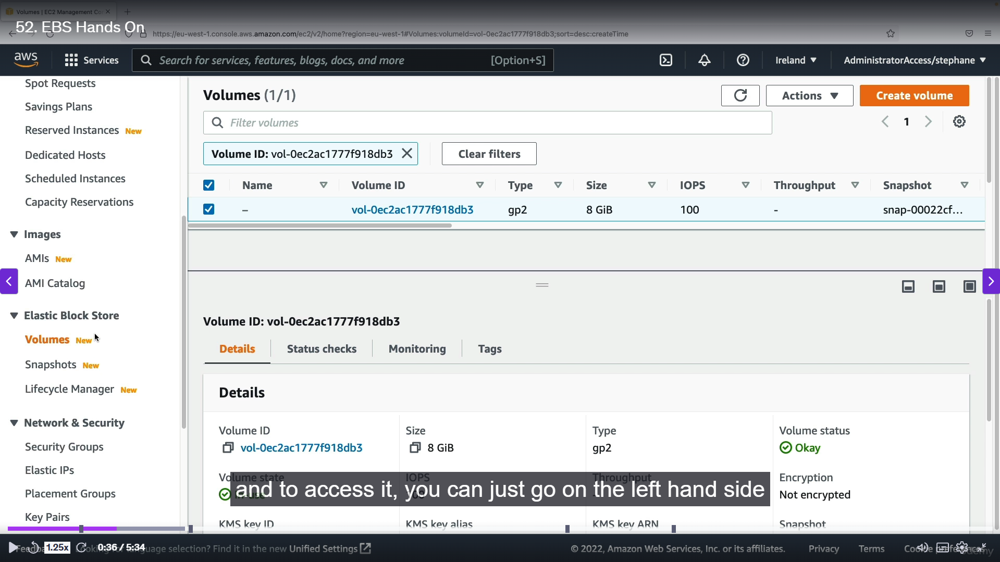 Volumes | EC2 Management Co
52. EBS Hands On
https://eu-west-1.console.aws.amazon.com/ec2/v2/home?region=eu-west-1#Volumes:volumeId=vol-0ec2ac1777f918db3;sort=desc:createTime
aws
Services
Search for services, features, blogs, docs, and more
[Option+S]
Ireland
AdministratorAccess/stephane
Spot Requests
Savings Plans
Reserved Instances New
Dedicated Hosts
Scheduled Instances
Capacity Reservations
Images
AMIs New
AMI Catalog
Elastic Block Store
Volumes New
Snapshots New
Lifecycle Manager New
Network & Security
Security Groups
Elastic IPs
Placement Groups
Key Pairs
Volumes (1/1)
Actions
Create volume
Filter volumes
1
Volume ID: vol-0ec2ac1777f918db3
Clear filters
Name Volume ID Type Size IOPS Throughput Snapshot
– vol-0ec2ac1777f918db3 gp2 8 GiB 100 - snap-00022cf...
Volume ID: vol-0ec2ac1777f918db3
Details Status checks Monitoring Tags
Details
Volume ID
vol-0ec2ac1777f918db3
Size
8 GiB
Type
gp2
Volume status
Okay
Volume state
In-use
IOPS
100
Throughput
Encryption
Not encrypted
and to access it, you can just go on the left hand side
KMS key ID
KMS key alias
KMS key ARN
Snapshot
1.25x
0:36 / 5:34
language selection? Find it in the new Unified Settings
© 2022, Amazon Web Services, Inc. or its affiliates.
Privacy
Terms